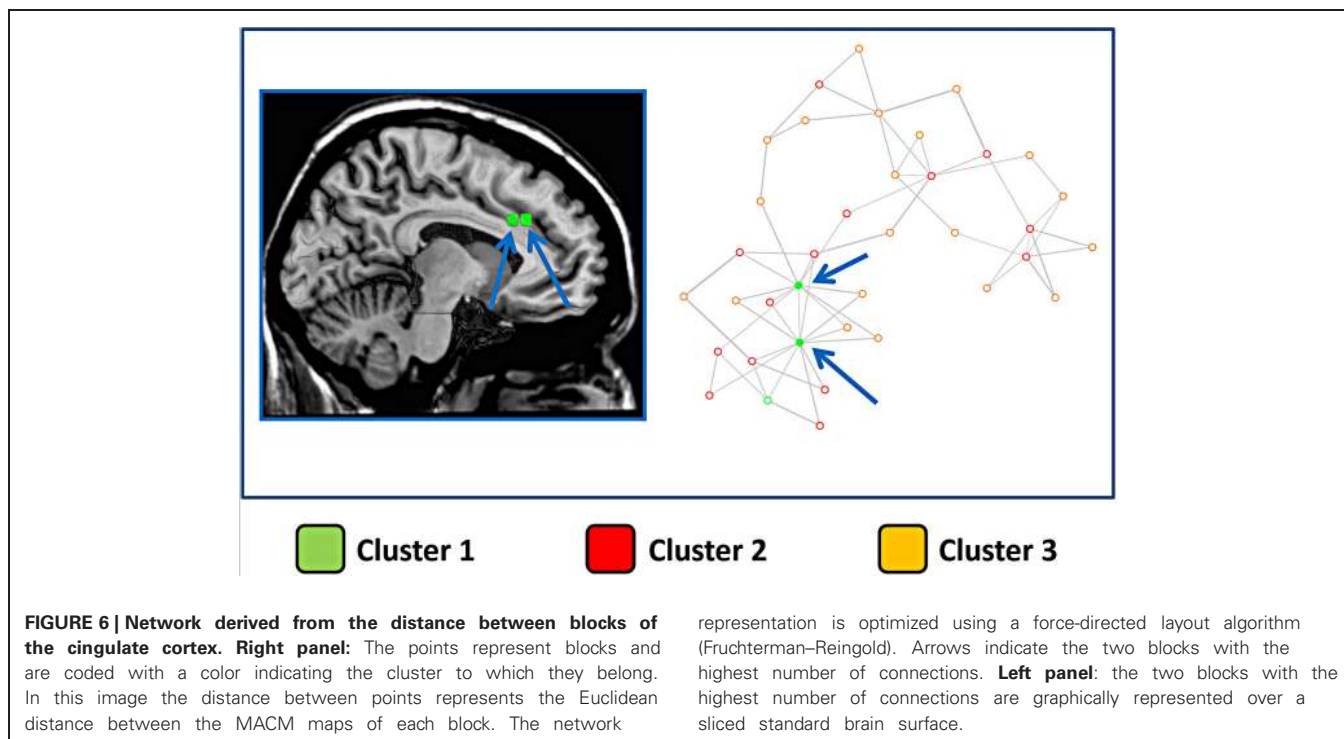 Cluster 1
Cluster 2
Cluster 3
FIGURE 6 | Network derived from the distance between blocks of
the cingulate cortex. Right panel: The points represent blocks and
are coded with a color indicating the cluster to which they belong.
In this image the distance between points represents the Euclidean
distance between the MACM maps of each block. The network
representation is optimized using a force-directed layout algorithm
(Fruchterman–Reingold). Arrows indicate the two blocks with the
highest number of connections. Left panel: the two blocks with the
highest number of connections are graphically represented over a
sliced standard brain surface.